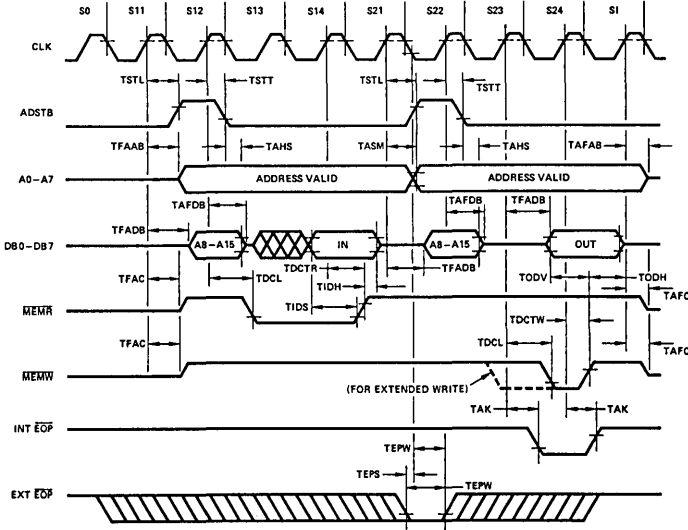 S0 S11 S12 S13 S14 S21 S22 S23 S24 SI
CLK
TSTL TSTT TSTL TSTT
ADSTB
TFAAB TAHS TASM TAHS TAFAB
A0–A7 ADDRESS VALID ADDRESS VALID
TAFDB TAFDB TFADB
TFADB
DB0–DB7 A8–A15 IN A8–A15 OUT
TFAC TDCL TDCTR TIDH TFADB TODV TODH
MEMR TIDS TAFC
TDCTW
TFAC TDCL TAFC
MEMW
(FOR EXTENDED WRITE)
TAK TAK
INT EOP
TEPW
TEPS TEPW
EXT EOP